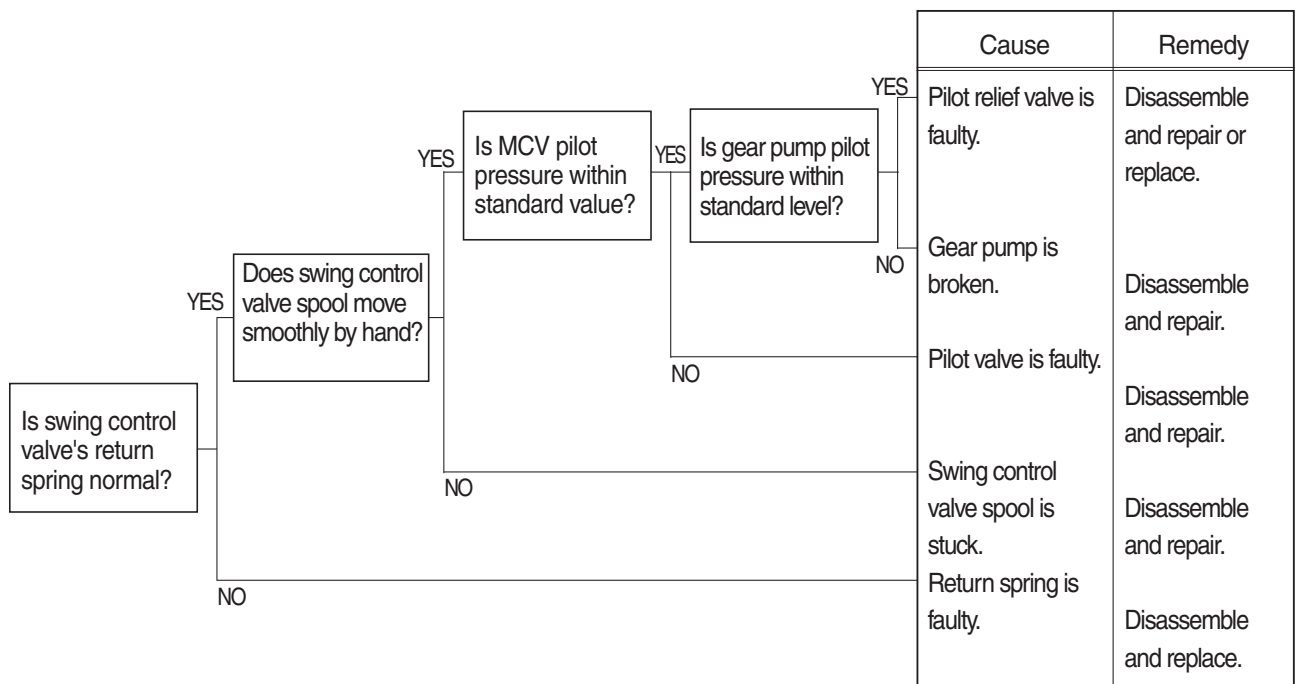 Cause
Remedy
YES
Pilot relief valve is
faulty.
Disassemble
and repair or
replace.
YES
Is MCV pilot
pressure within
standard value?
YES
Is gear pump pilot
pressure within
standard level?
NO
Gear pump is
broken.
Disassemble
and repair.
YES
Does swing control
valve spool move
smoothly by hand?
NO
Pilot valve is faulty.
Disassemble
and repair.
Is swing control
valve's return
spring normal?
NO
Swing control
valve spool is
stuck.
Disassemble
and repair.
NO
Return spring is
faulty.
Disassemble
and replace.